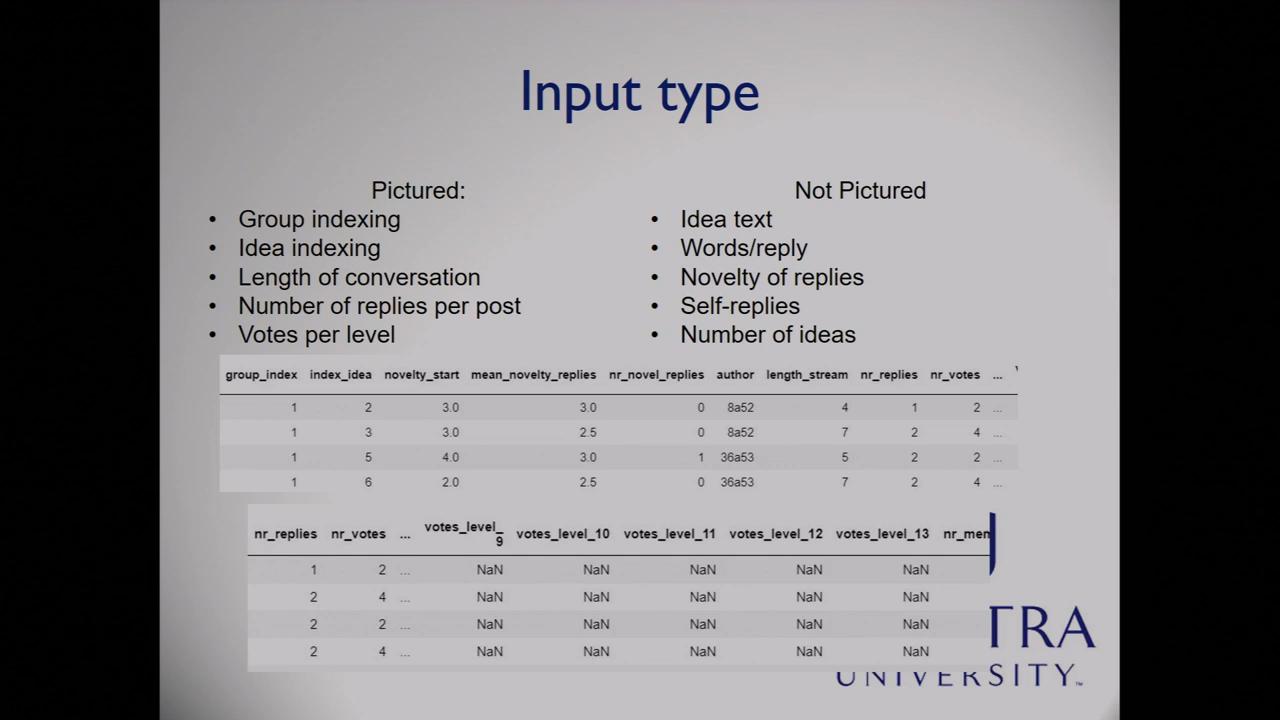 Input type
Pictured:
• Group indexing
• Idea indexing
• Length of conversation
• Number of replies per post
• Votes per level
Not Pictured
• Idea text
• Words/reply
• Novelty of replies
• Self-replies
• Number of ideas
group_index index_idea novelty_start mean_novelty_replies nr_novel_replies author length_stream nr_replies nr_votes ...
1 2 3.0 3.0 0 8a52 4 1 2 ...
1 3 3.0 2.5 0 8a52 7 2 4 ...
1 5 4.0 3.0 1 36a53 5 2 2 ...
1 6 2.0 2.5 0 36a53 7 2 4 ...
nr_replies nr_votes ... votes_level_9 votes_level_10 votes_level_11 votes_level_12 votes_level_13 nr_men
1 2 ... NaN NaN NaN NaN NaN
2 4 ... NaN NaN NaN NaN NaN
2 2 ... NaN NaN NaN NaN NaN
2 4 ... NaN NaN NaN NaN NaN
TRA
UNIVERSITY™